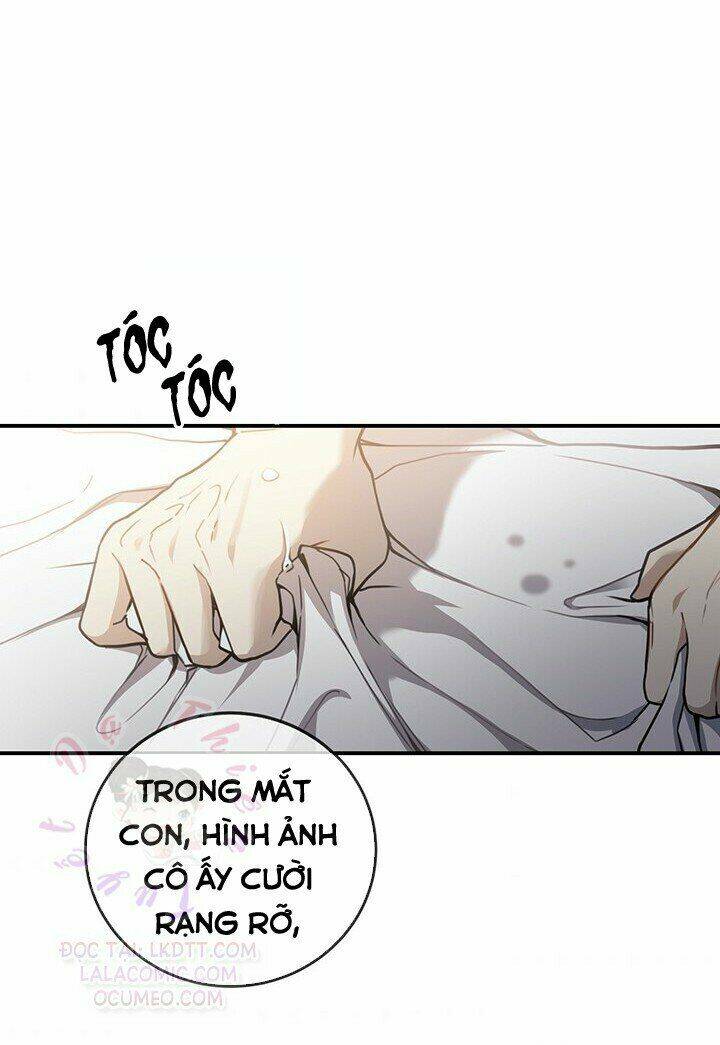 TÓC
TÓC
TRONG MẮT
CON, HÌNH ẢNH
CÔ ẤY CƯỜI
RẠNG RỠ,
ĐỌC TẠI: LKDTT.COM
LALACOMIC.COM
OCUMEO.COM